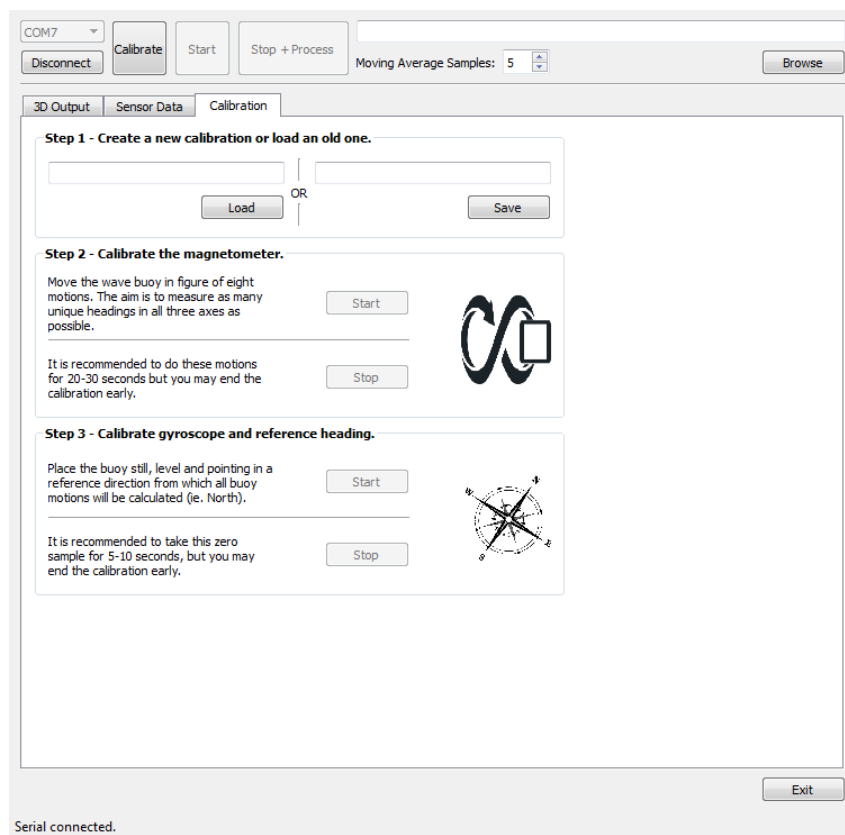 COM7
Disconnect
Calibrate
Start
Stop + Process
Moving Average Samples: 5
Browse
3D Output
Sensor Data
Calibration
Step 1 - Create a new calibration or load an old one.
OR
Load
Save
Step 2 - Calibrate the magnetometer.
Move the wave buoy in figure of eight
motions. The aim is to measure as many
unique headings in all three axes as
possible.
Start
It is recommended to do these motions
for 20-30 seconds but you may end the
calibration early.
Stop
Step 3 - Calibrate gyroscope and reference heading.
Place the buoy still, level and pointing in a
reference direction from which all buoy
motions will be calculated (ie. North).
Start
N
W
E
S
It is recommended to take this zero
sample for 5-10 seconds, but you may
end the calibration early.
Stop
Exit
Serial connected.